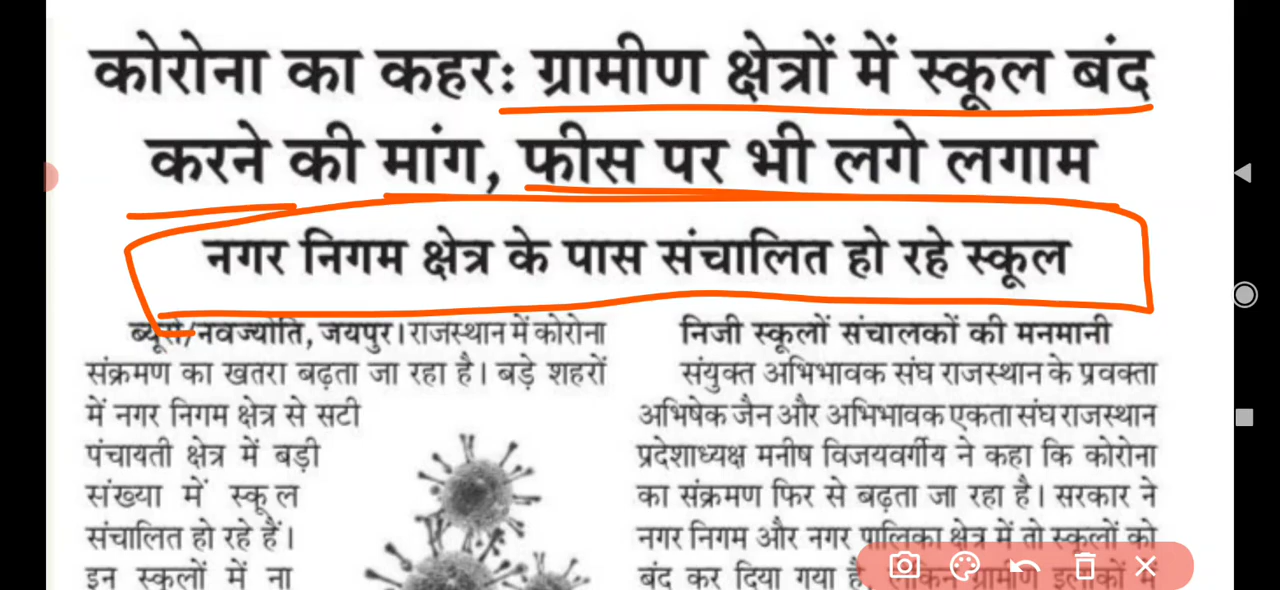 कोरोना का कहरः ग्रामीण क्षेत्रों में स्कूल बंद
करने की मांग, फीस पर भी लगे लगाम
नगर निगम क्षेत्र के पास संचालित हो रहे स्कूल
ब्यूरो/नवज्योति, जयपुर। राजस्थान में कोरोना
संक्रमण का खतरा बढ़ता जा रहा है। बड़े शहरों
में नगर निगम क्षेत्र से सटी
पंचायती क्षेत्र में बड़ी
संख्या में स्कूल
संचालित हो रहे हैं।
इन स्कूलों में ना
निजी स्कूलों संचालकों की मनमानी
संयुक्त अभिभावक संघ राजस्थान के प्रवक्ता
अभिषेक जैन और अभिभावक एकता संघ राजस्थान
प्रदेशाध्यक्ष मनीष विजयवर्गीय ने कहा कि कोरोना
का संक्रमण फिर से बढ़ता जा रहा है। सरकार ने
नगर निगम और नगर पालिका क्षेत्र में तो स्कूलों को
बंद कर दिया गया है, लेकिन ग्रामीण इलाकों में